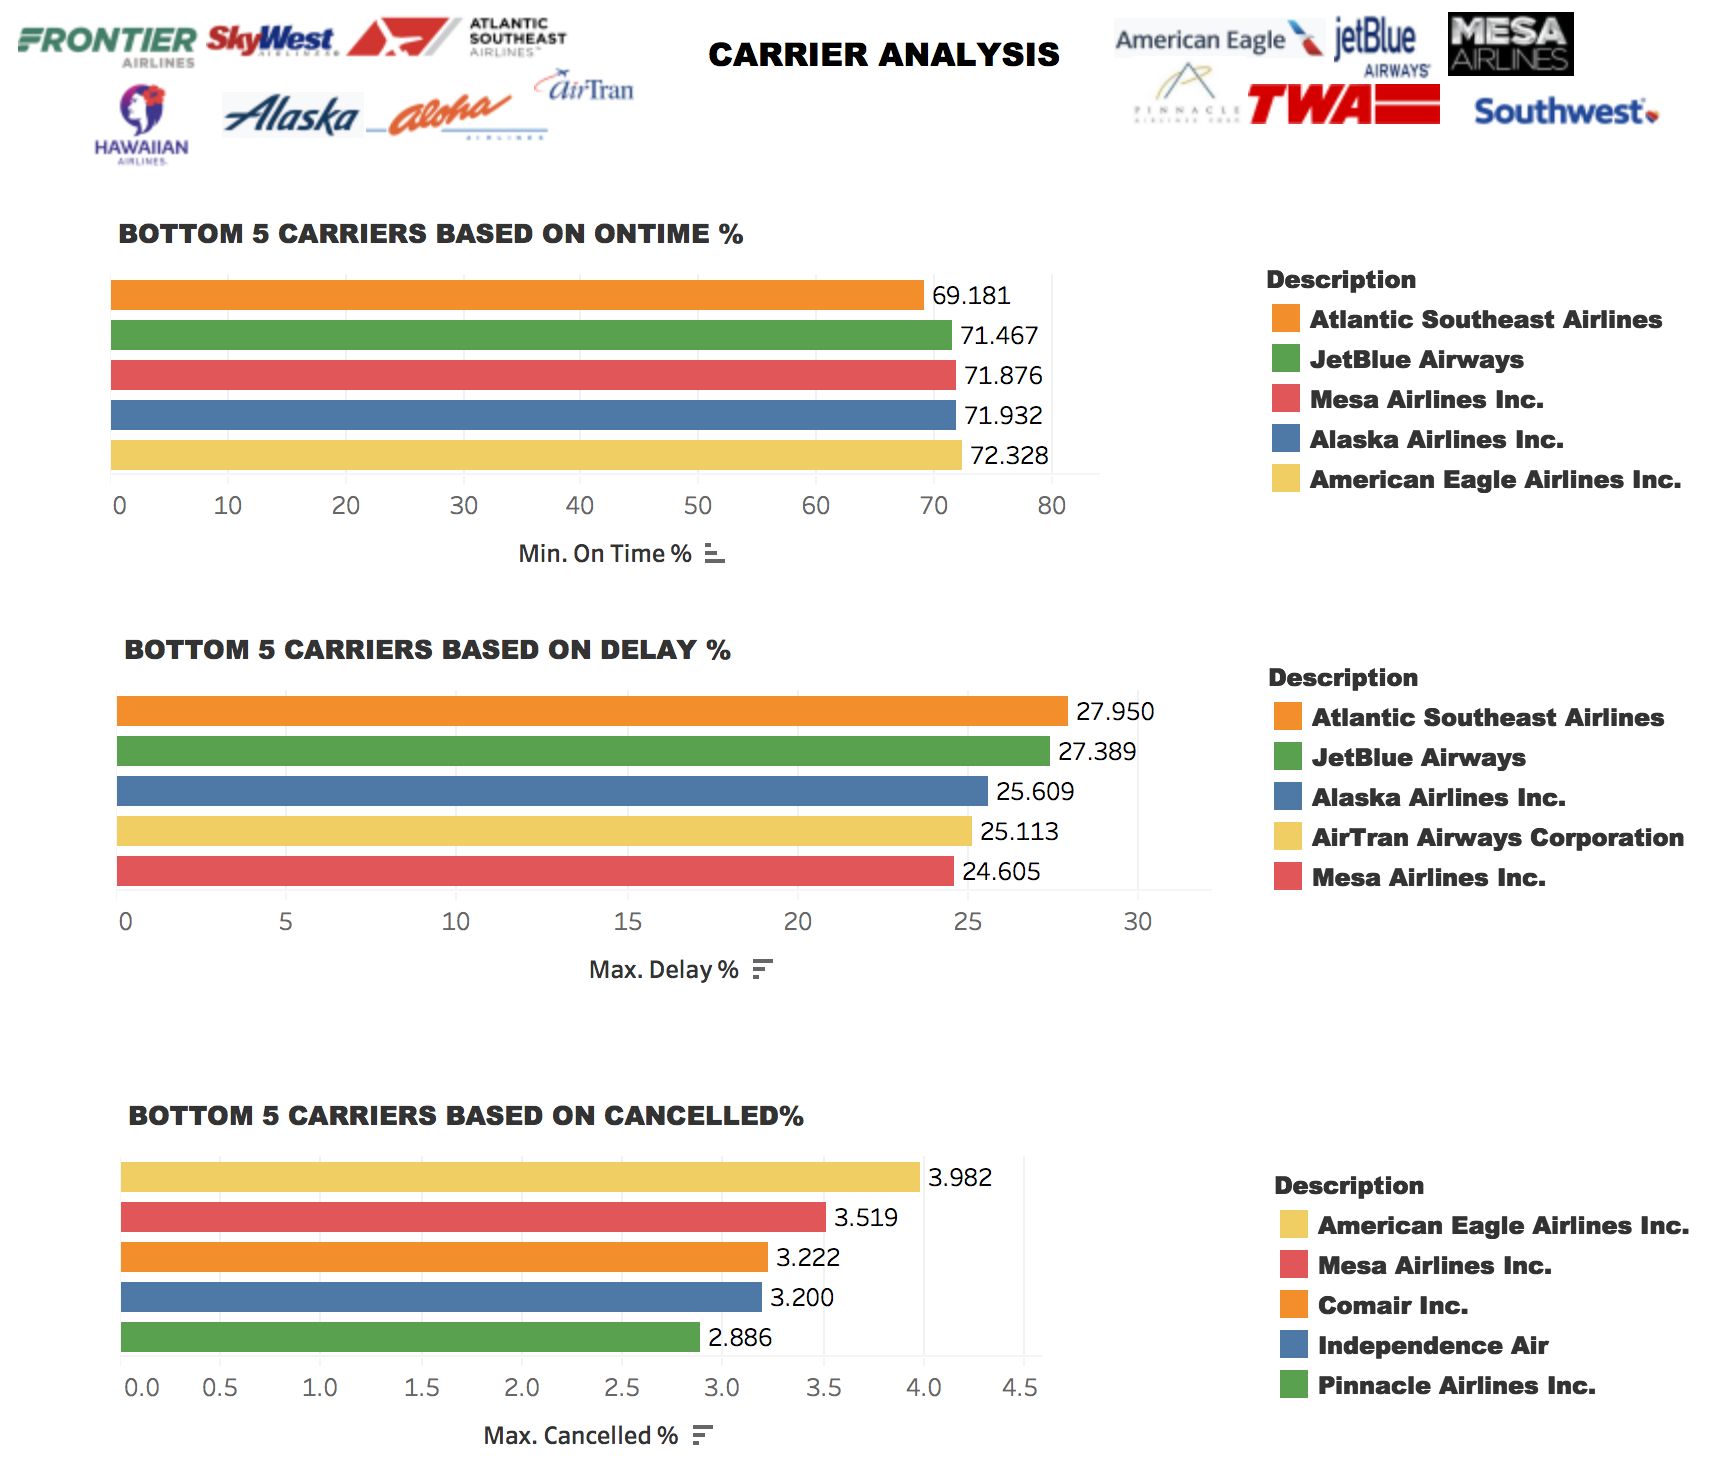 FRONTIER
AIRLINES
SkyWest
AIRLINES
ATLANTIC
SOUTHEAST
AIRLINES
HAWAIIAN
AIRLINES
Alaska
aloha
AIRLINES
airTran
CARRIER ANALYSIS
American Eagle
jetBlue
AIRWAYS
MESA
AIRLINES
PINNACLE
TWA
Southwest
BOTTOM 5 CARRIERS BASED ON ONTIME %
69.181
71.467
71.876
71.932
72.328
0 10 20 30 40 50 60 70 80
Min. On Time %
Description
Atlantic Southeast Airlines
JetBlue Airways
Mesa Airlines Inc.
Alaska Airlines Inc.
American Eagle Airlines Inc.
BOTTOM 5 CARRIERS BASED ON DELAY %
27.950
27.389
25.609
25.113
24.605
0 5 10 15 20 25 30
Max. Delay %
Description
Atlantic Southeast Airlines
JetBlue Airways
Alaska Airlines Inc.
AirTran Airways Corporation
Mesa Airlines Inc.
BOTTOM 5 CARRIERS BASED ON CANCELLED%
3.982
3.519
3.222
3.200
2.886
0.0 0.5 1.0 1.5 2.0 2.5 3.0 3.5 4.0 4.5
Max. Cancelled %
Description
American Eagle Airlines Inc.
Mesa Airlines Inc.
Comair Inc.
Independence Air
Pinnacle Airlines Inc.